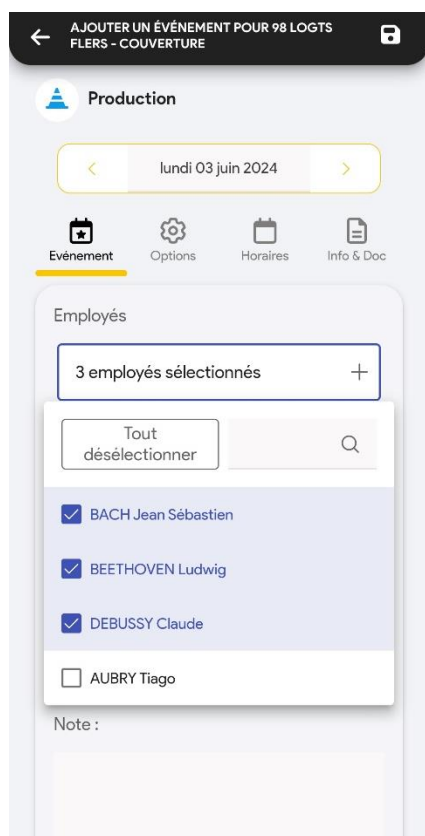 AJOUTER UN ÉVÉNEMENT POUR 98 LOGTS
FLERS - COUVERTURE
Production
lundi 03 juin 2024
Evénement Options Horaires Info & Doc
Employés
3 employés sélectionnés
Tout
désélectionner
BACH Jean Sébastien
BEETHOVEN Ludwig
DEBUSSY Claude
AUBRY Tiago
Note :